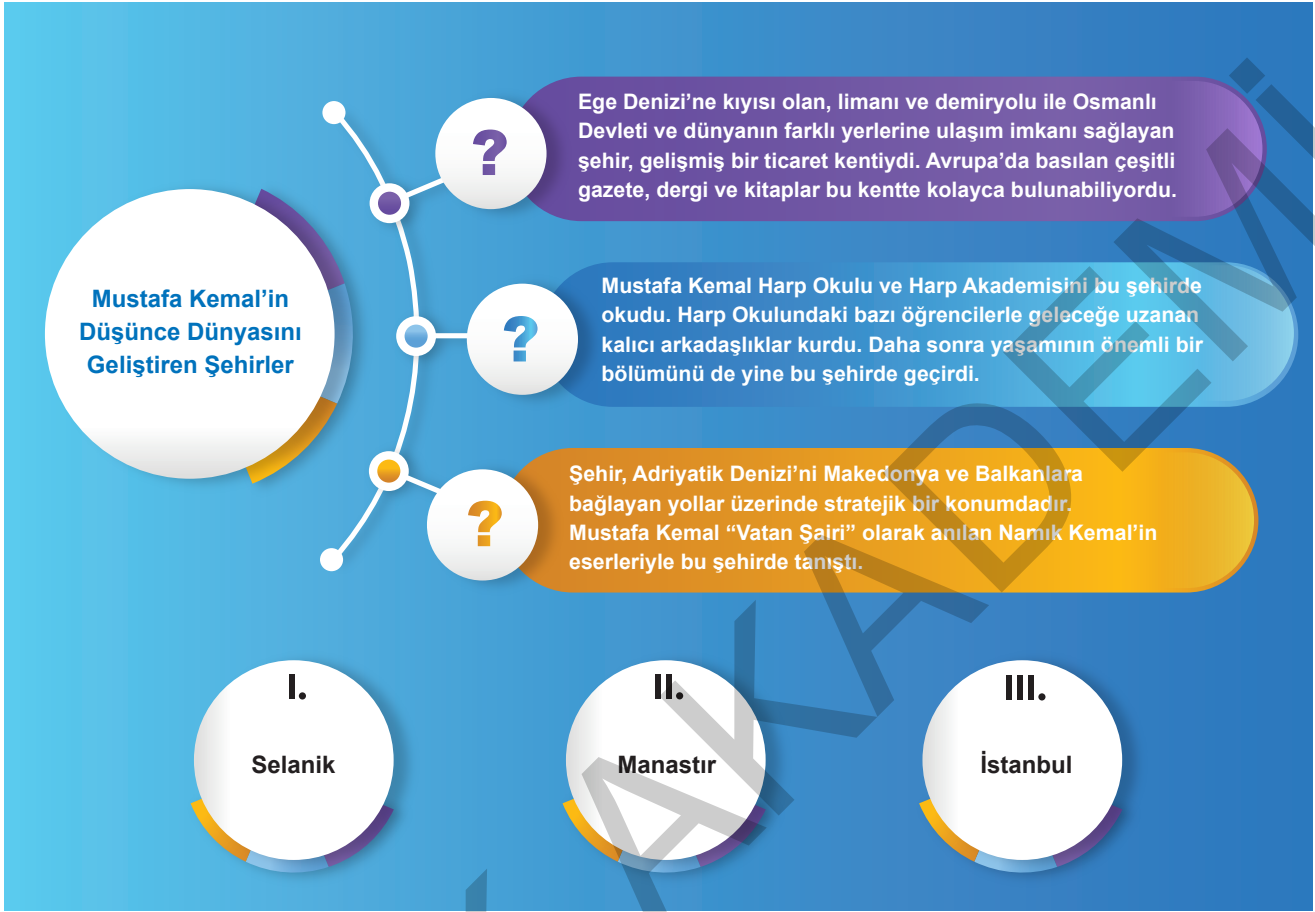 Mustafa Kemal’in
Düşünce Dünyasını
Geliştiren Şehirler
?
Ege Denizi’ne kıyısı olan, limanı ve demiryolu ile Osmanlı
Devleti ve dünyanın farklı yerlerine ulaşım imkanı sağlayan
şehir, gelişmiş bir ticaret kentiydi. Avrupa’da basılan çeşitli
gazete, dergi ve kitaplar bu kentte kolayca bulunabiliyordu.
?
Mustafa Kemal Harp Okulu ve Harp Akademisini bu şehirde
okudu. Harp Okulundaki bazı öğrencilerle geleceğe uzanan
kalıcı arkadaşlıklar kurdu. Daha sonra yaşamının önemli bir
bölümünü de yine bu şehirde geçirdi.
?
Şehir, Adriyatik Denizi’ni Makedonya ve Balkanlara
bağlayan yollar üzerinde stratejik bir konumdadır.
Mustafa Kemal “Vatan Şairi” olarak anılan Namık Kemal’in
eserleriyle bu şehirde tanıştı.
I.
Selanik
II.
Manastır
III.
İstanbul
AKADEMİ